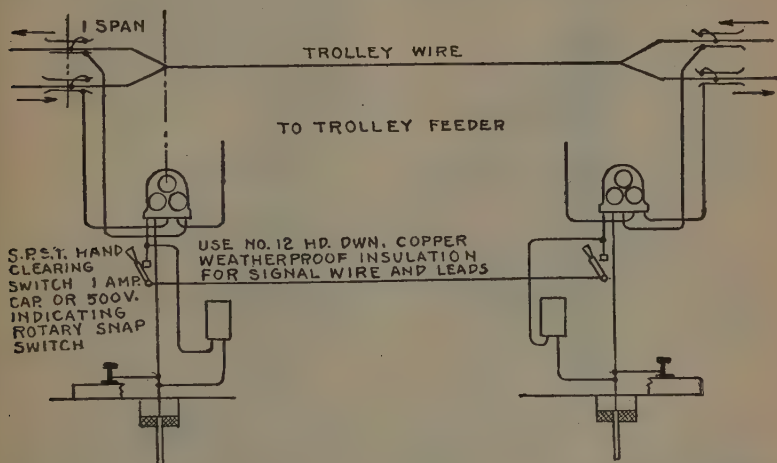 1 SPAN
TROLLEY WIRE
TO TROLLEY FEEDER
S.P.S.T. HAND
CLEARING
SWITCH 1 AMP.
CAP. OR 500V.
INDICATING
ROTARY SNAP
SWITCH
USE NO. 12 HD. DWN. COPPER
WEATHERPROOF INSULATION
FOR SIGNAL WIRE AND LEADS